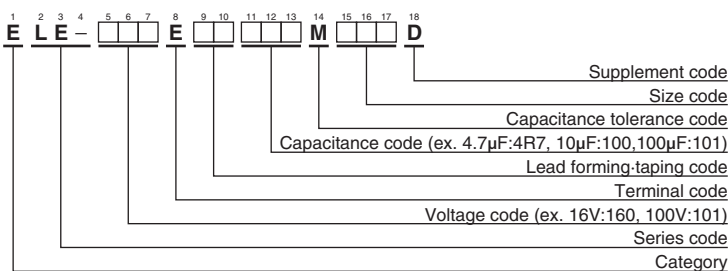 1 2 3 4 5 6 7 8 9 10 11 12 13 14 15 16 17 18
E L E – E M D
Supplement code
Size code
Capacitance tolerance code
Capacitance code (ex. 4.7μF:4R7, 10μF:100,100μF:101)
Lead forming·taping code
Terminal code
Voltage code (ex. 16V:160, 100V:101)
Series code
Category